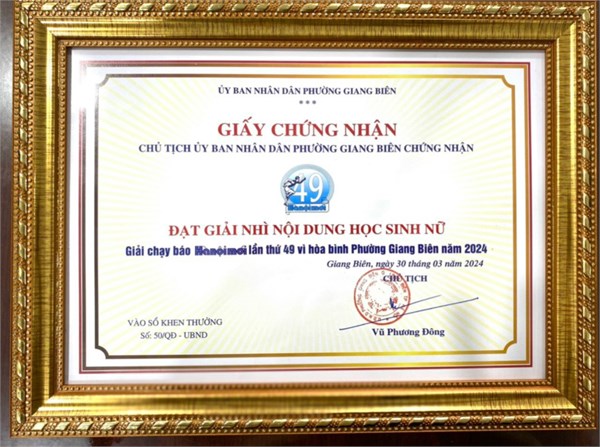 ỦY BAN NHÂN DÂN PHƯỜNG GIANG BIÊN
***
GIẤY CHỨNG NHẬN
CHỦ TỊCH ỦY BAN NHÂN DÂN PHƯỜNG GIANG BIÊN CHỨNG NHẬN
49
Hànộimới
ĐẠT GIẢI NHÌ NỘI DUNG HỌC SINH NỮ
Giải chạy báo Hànộimới lần thứ 49 vì hòa bình Phường Giang Biên năm 2024
Giang Biên, ngày 30 tháng 03 năm 2024
CHỦ TỊCH
VÀO SỔ KHEN THƯỞNG
Số: 50/QĐ - UBND
Vũ Phương Đông